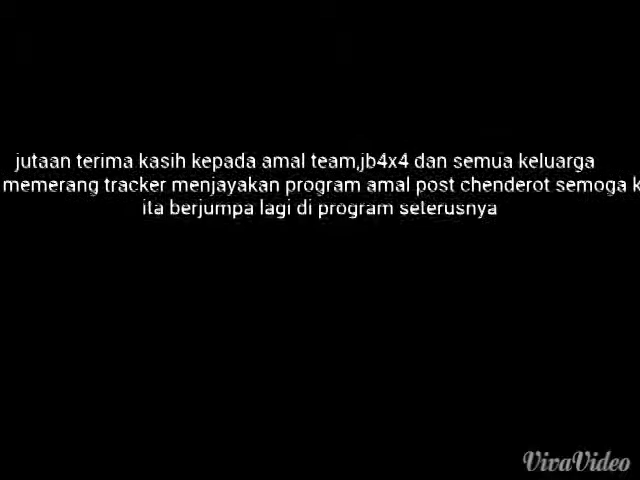 jutaan terima kasih kepada amal team,jb4x4 dan semua keluarga
memerang tracker menjayakan program amal post chenderot semoga k
ita berjumpa lagi di program seterusnya
VivaVideo